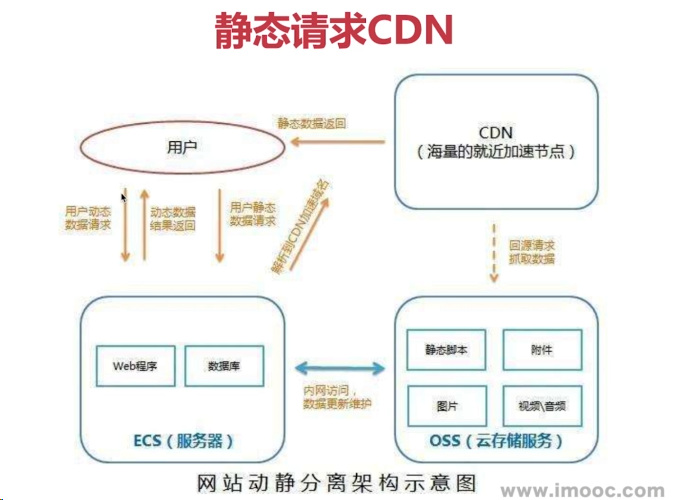 静态请求CDN
静态数据返回
CDN
（海量的就近加速节点）
用户
用户动态
数据请求
动态数据
结果返回
用户静态
数据请求
解析到CDN加速域名
回源请求
抓取数据
Web程序
数据库
静态脚本
附件
内网访问，
数据更新维护
图片
视频\音频
ECS（服务器）
OSS（云存储服务）
网站动静分离架构示意图
www.imooc.com